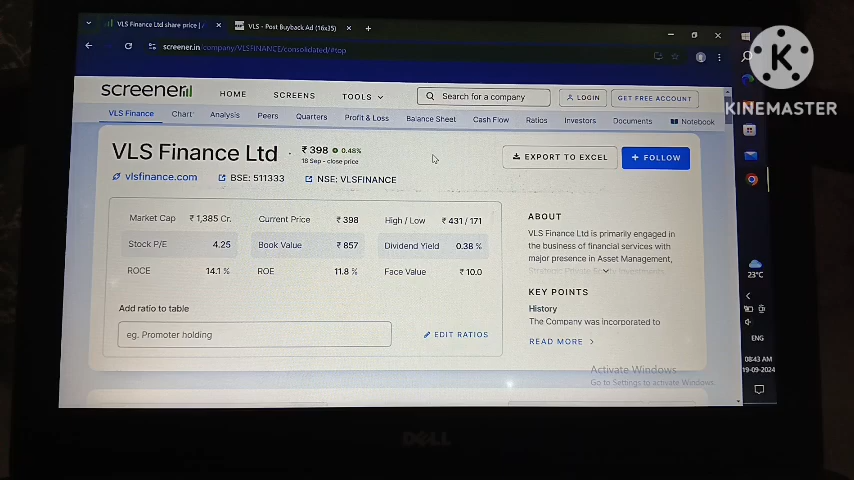 VLS Finance Ltd share price |
VLS - Post Buyback Ad (16x35)
screener.in/company/VLSFINANCE/consolidated/#top
KINEMASTER
screener
HOME
SCREENS
TOOLS
Search for a company
LOGIN
GET FREE ACCOUNT
VLS Finance
Chart
Analysis
Peers
Quarters
Profit & Loss
Balance Sheet
Cash Flow
Ratios
Investors
Documents
Notebook
VLS Finance Ltd
₹ 398 0.48%
18 Sep - close price
EXPORT TO EXCEL
+ FOLLOW
vlsfinance.com
BSE: 511333
NSE: VLSFINANCE
Market Cap ₹ 1,385 Cr.
Current Price ₹ 398
High / Low ₹ 431 / 171
Stock P/E 4.25
Book Value ₹ 857
Dividend Yield 0.38 %
ROCE 14.1 %
ROE 11.8 %
Face Value ₹ 10.0
Add ratio to table
eg. Promoter holding
EDIT RATIOS
ABOUT
VLS Finance Ltd is primarily engaged in
the business of financial services with
major presence in Asset Management,
Strategic Private Equity Investments,
KEY POINTS
History
The Company was incorporated to
READ MORE
Activate Windows
Go to Settings to activate Windows.
23°C
ENG
08:43 AM
19-09-2024
DELL